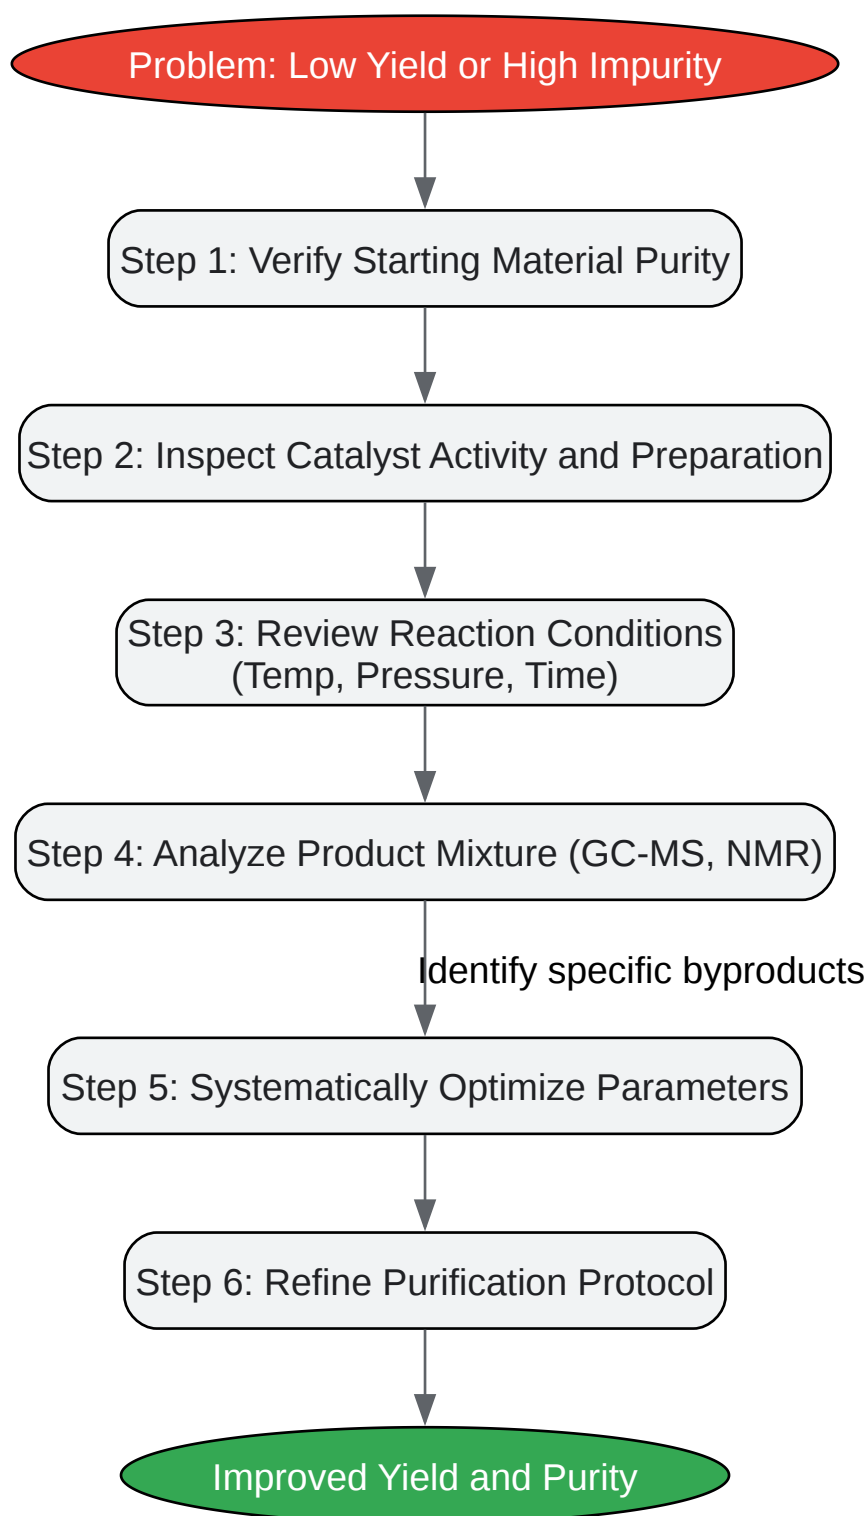 Problem: Low Yield or High Impurity
Step 1: Verify Starting Material Purity
Step 2: Inspect Catalyst Activity and Preparation
Step 3: Review Reaction Conditions
(Temp, Pressure, Time)
Step 4: Analyze Product Mixture (GC-MS, NMR)
Identify specific byproducts
Step 5: Systematically Optimize Parameters
Step 6: Refine Purification Protocol
Improved Yield and Purity